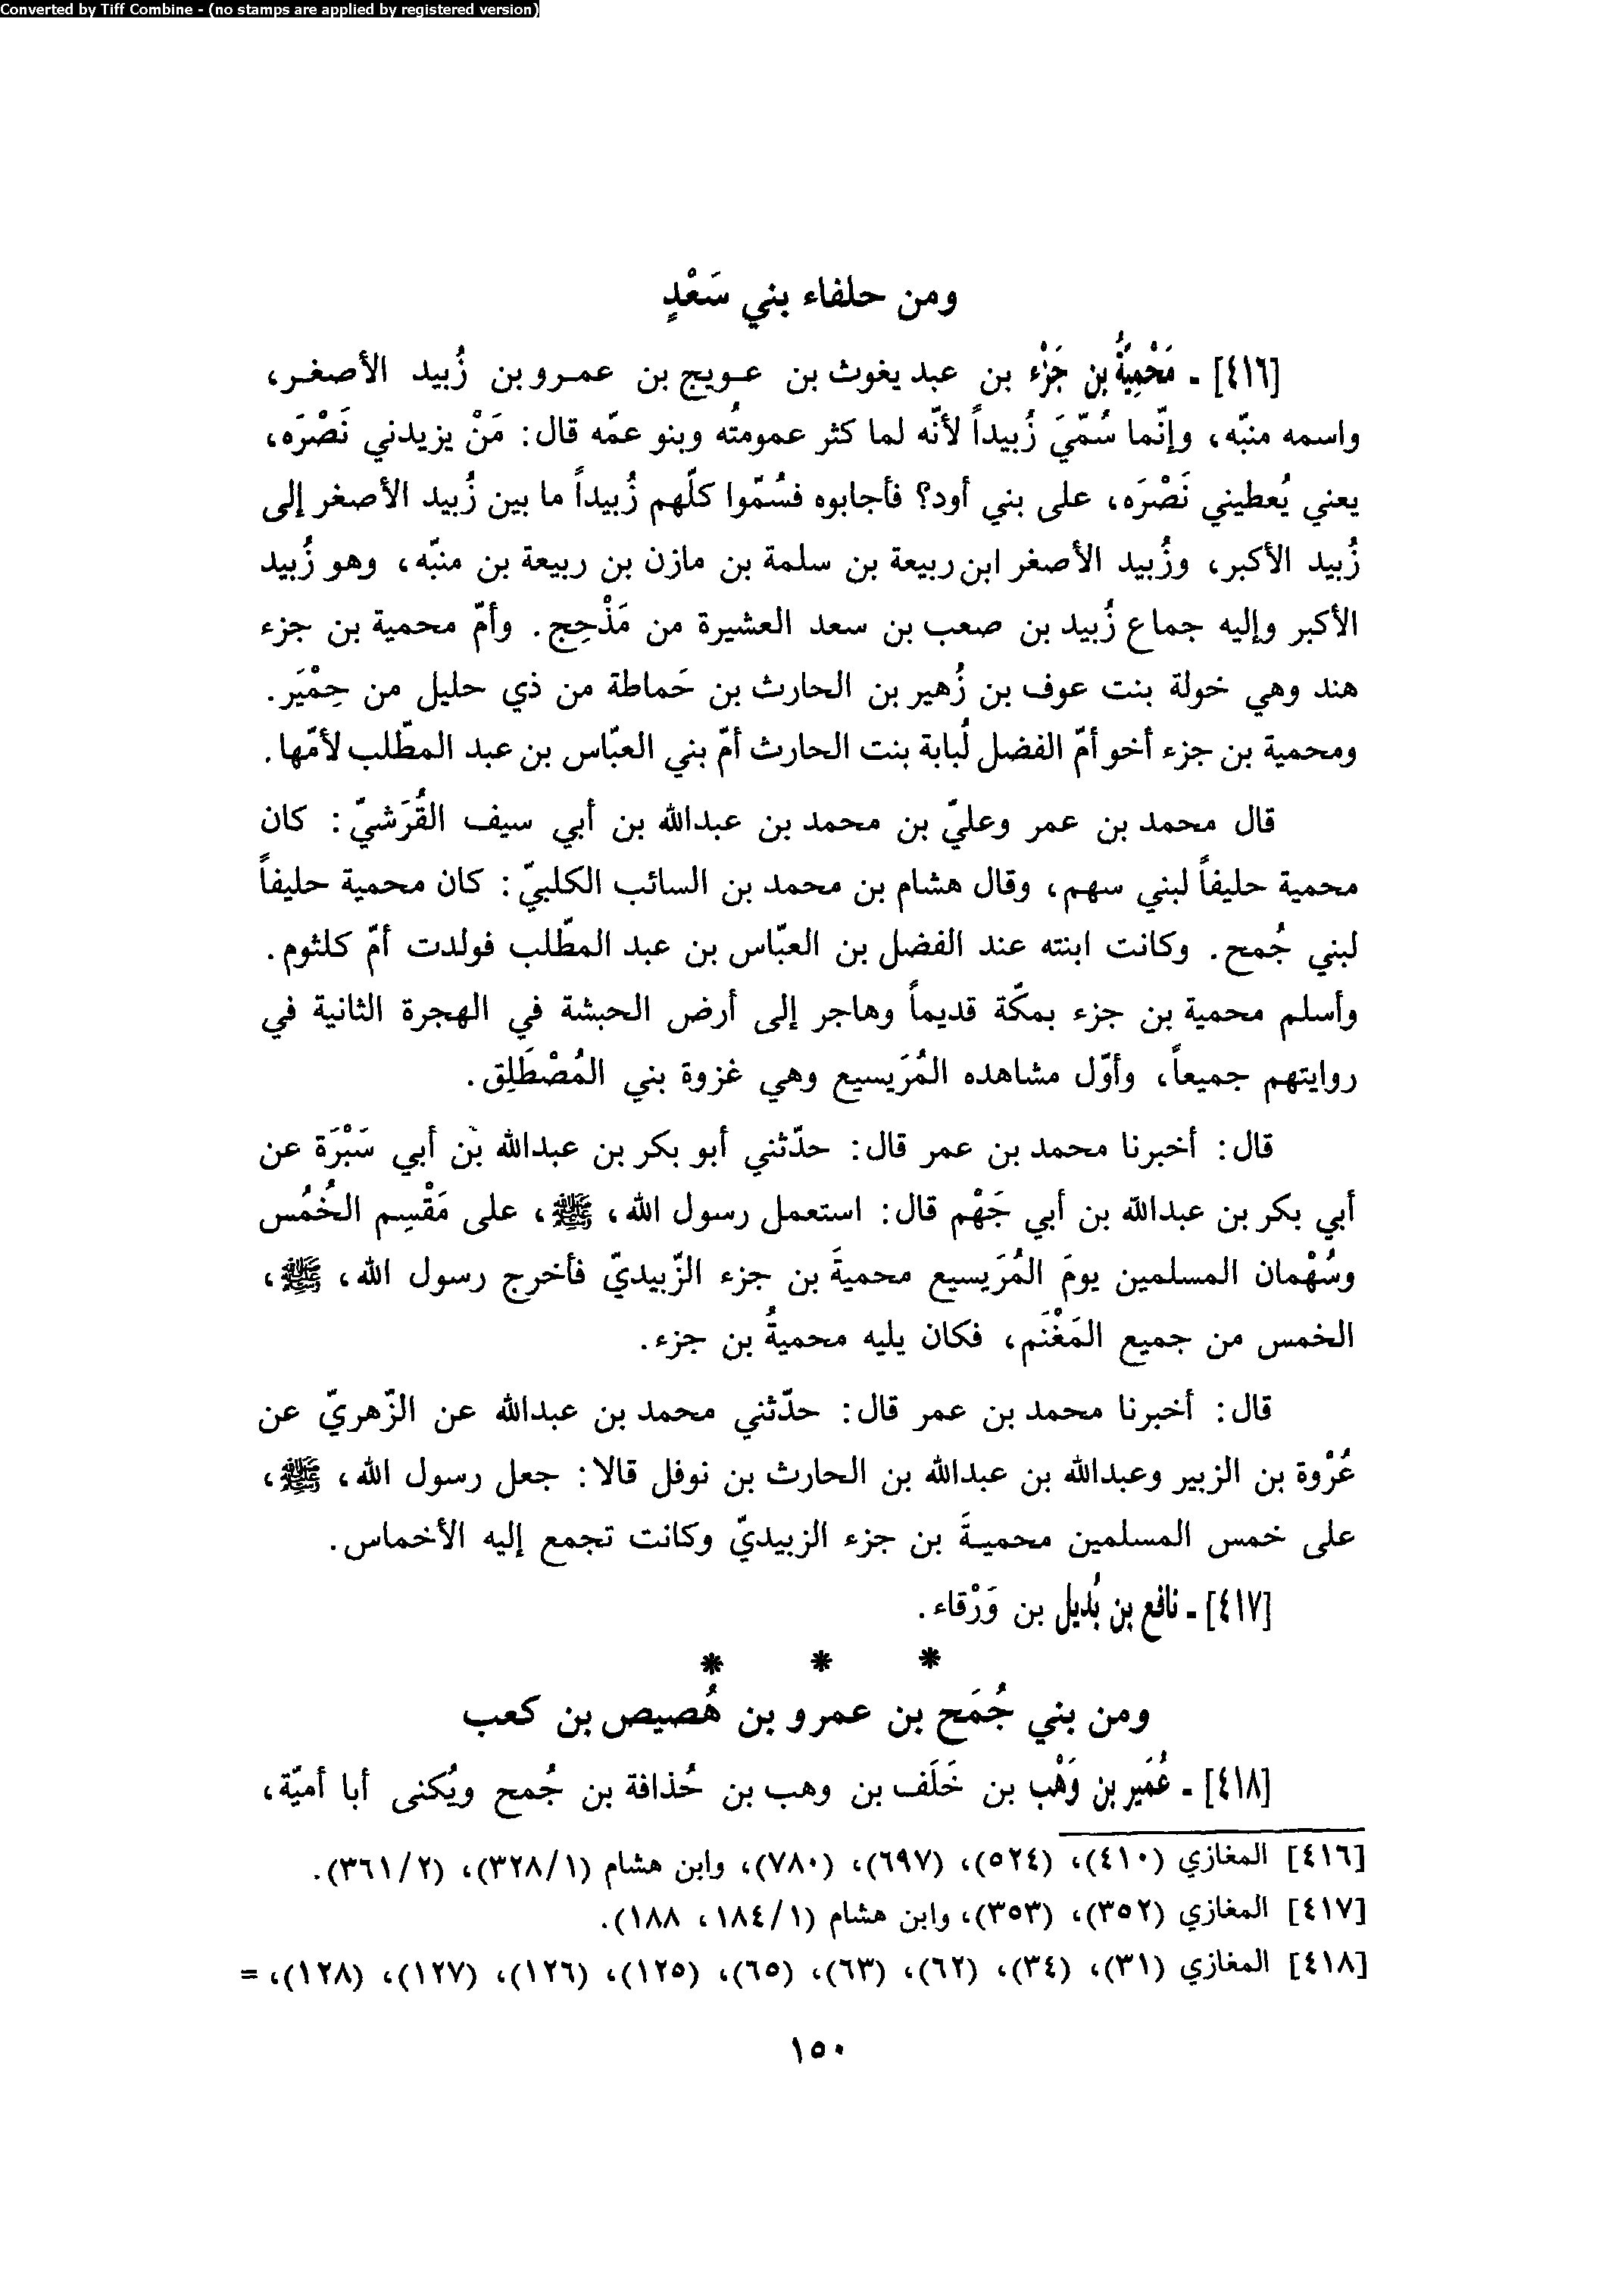 Converted by Tiff Combine - (no stamps are applied by registered version)
ومن حلفاء بني سَعْدٍ
[٤١٦] - مَحْمِيَةُ بن جَزْء بن عبد يغوث بن عويج بن عمرو بن زُبيد الأصغر،
واسمه منبّه، وإنّما سُمّيَ زُبيداً لأنّه لما كثر عمومتُه وبنو عمّه قال: مَنْ يزيدني نَصْرَه،
يعني يُعطيني نَصْرَه، على بني أود؟ فأجابوه فسُمّوا كلّهم زُبيداً ما بين زُبيد الأصغر إلى
زُبيد الأكبر، وزُبيد الأصغر ابن ربيعة بن سلمة بن مازن بن ربيعة بن منبّه، وهو زُبيد
الأكبر وإليه جماع زُبيد بن صعب بن سعد العشيرة من مَذْحِج. وأمّ محمية بن جزء
هند وهي خولة بنت عوف بن زُهير بن الحارث بن حَماطة من ذي حليل من حِمْيَر.
ومحمية بن جزء أخو أمّ الفضل لُبابة بنت الحارث أمّ بني العبّاس بن عبد المطّلب لأمّها.
قال محمد بن عمر وعليّ بن محمد بن عبدالله بن أبي سيف القُرَشيّ: كان
محمية حليفاً لبني سهم، وقال هشام بن محمد بن السائب الكلبيّ: كان محمية حليفاً
لبني جُمح. وكانت ابنته عند الفضل بن العبّاس بن عبد المطّلب فولدت أمّ كلثوم.
وأسلم محمية بن جزء بمكّة قديماً وهاجر إلى أرض الحبشة في الهجرة الثانية في
روايتهم جميعاً، وأوّل مشاهده المُرَيسيع وهي غزوة بني المُصْطَلِق.
قال: أخبرنا محمد بن عمر قال: حدّثني أبو بكر بن عبدالله بن أبي سَبْرَة عن
أبي بكر بن عبدالله بن أبي جَهْم قال: استعمل رسول الله، ﷺ، على مَقْسِم الخُمُس
وسُهْمان المسلمين يومَ المُرَيسيع محميةَ بن جزء الزّبيديّ فأخرج رسول الله، ﷺ،
الخمس من جميع المَغْنَم، فكان يليه محميةُ بن جزء.
قال: أخبرنا محمد بن عمر قال: حدّثني محمد بن عبدالله عن الزّهريّ عن
عُرْوة بن الزبير وعبدالله بن عبدالله بن الحارث بن نوفل قالا: جعل رسول الله، ﷺ،
على خمس المسلمين محميةَ بن جزء الزبيديّ وكانت تجمع إليه الأخماس.
[٤١٧] - نافع بن بُديل بن وَرْقاء.
* * *
ومن بني جُمَح بن عمرو بن هُصيص بن كعب
[٤١٨] - عُمَير بن وَهْب بن خَلَف بن وهب بن حُذافة بن جُمح ويُكنى أبا أميّة،
[٤١٦] المغازي (٤١٠)، (٥٢٤)، (٦٩٧)، (٧٨٠)، وابن هشام (٣٢٨/١)، (٣٦١/٢).
[٤١٧] المغازي (٣٥٢)، (٣٥٣)، وابن هشام (١٨٤/١، ١٨٨).
[٤١٨] المغازي (٣١)، (٣٤)، (٦٢)، (٦٣)، (٦٥)، (١٢٥)، (١٢٦)، (١٢٧)، (١٢٨)، =
١٥٠